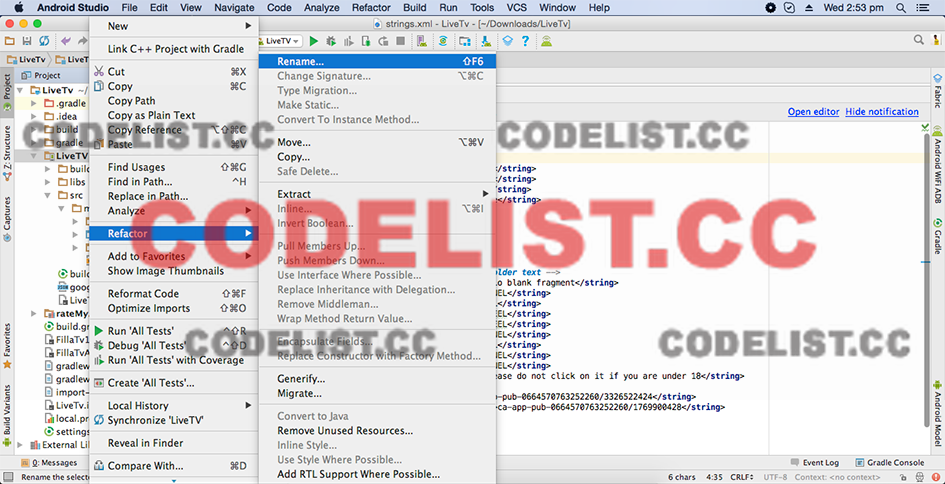 Android Studio File Edit View Navigate Code Analyze Refactor Build Run Tools VCS Window Help Wed 2:53 PM
strings.xml - LiveTv - [~/Downloads/LiveTv]
LiveTv
LiveTv
LiveTV
Project
LiveTv
.gradle
.idea
build
gradle
LiveTV
libs
src
rateMy
build.gr
FillaTvA
gradlew
gradlew
import-
LiveTv.i
local.pr
settings
External Lib
Project
Z: Structure
Captures
Favorites
Build Variants
New
Link C++ Project with Gradle
Cut ⌘X
Copy ⌘C
Copy Path
Copy as Plain Text
Copy Reference ⌥⇧⌘C
Paste ⌘V
Find Usages ⇧⌘G
Find in Path... ^H
Replace in Path...
Analyze
Refactor
Add to Favorites
Show Image Thumbnails
Reformat Code ⇧⌘F
Optimize Imports ⇧⌘O
Run 'All Tests' ^⇧R
Debug 'All Tests' ^⇧D
Run 'All Tests' with Coverage
Create 'All Tests'...
Local History
Synchronize 'LiveTV'
Reveal in Finder
Compare With... ⌘D
Rename... ⇧F6
Change Signature... ⌥⌘C
Type Migration...
Make Static...
Convert To Instance Method...
Move... ⌥⌘V
Copy...
Safe Delete...
Extract
Inline... ⌥⌘I
Invert Boolean...
Pull Members Up...
Push Members Down...
Use Interface Where Possible...
Replace Inheritance with Delegation...
Remove Middleman...
Wrap Method Return Value...
Encapsulate Fields...
Replace Constructor with Factory Method...
Generify...
Migrate...
Convert to Java
Remove Unused Resources...
Inline Style...
Use Style Where Possible...
Add RTL Support Where Possible...
Open editor Hide notification
</string>
</string>
</string>
</string>
older text -->
o blank fragment</string>
EL</string>
EL</string>
EL</string>
EL</string>
EL</string>
EL</string>
NEL</string>
EL</string>
ease do not click on it if you are under 18</string>
-pub-0664570763252260/3326522424</string>
ca-app-pub-0664570763252260/1769900428</string>
Fabric
Android WiFi ADB
Gradle
Android Model
CODELIST.CC
CODELIST.CC
CODELIST.CC
CODELIST.CC
CODELIST.CC
0: Messages
Event Log Gradle Console
Rename the selected
6 chars 4:35 CRLF÷ UTF-8 Context: <no context>